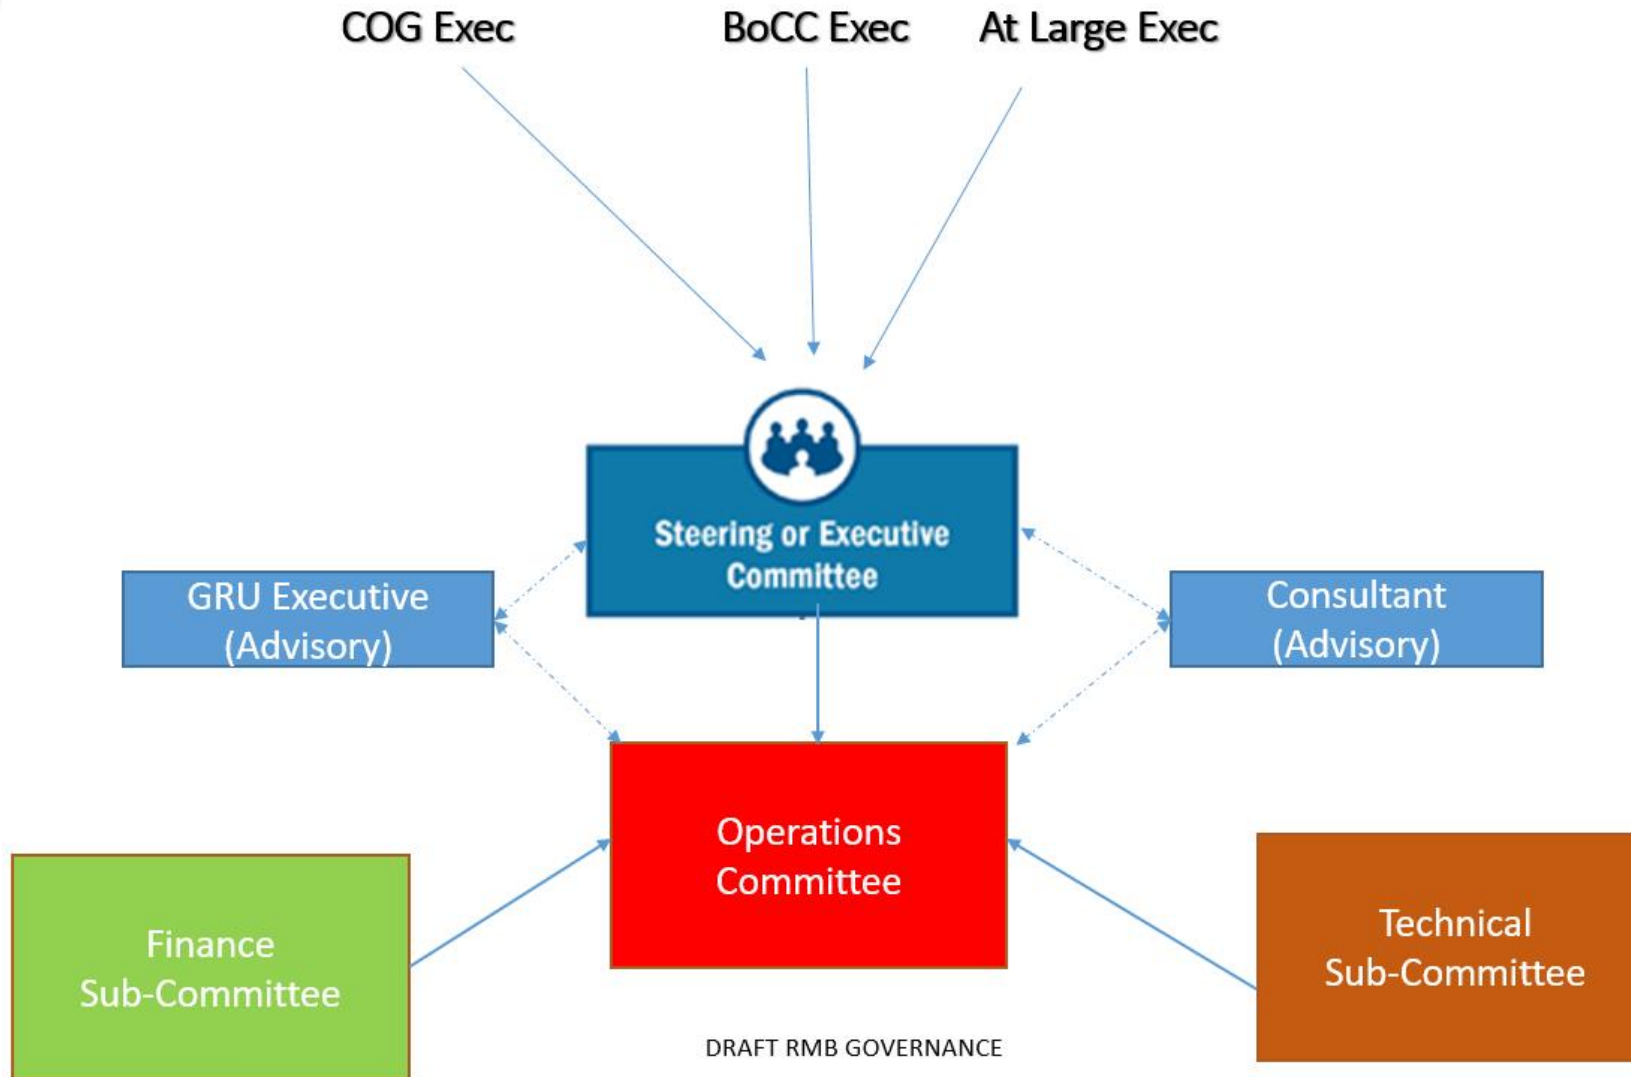 COG Exec
BoCC Exec
At Large Exec
Steering or Executive
Committee
GRU Executive
(Advisory)
Consultant
(Advisory)
Operations
Committee
Finance
Sub-Committee
Technical
Sub-Committee
DRAFT RMB GOVERNANCE